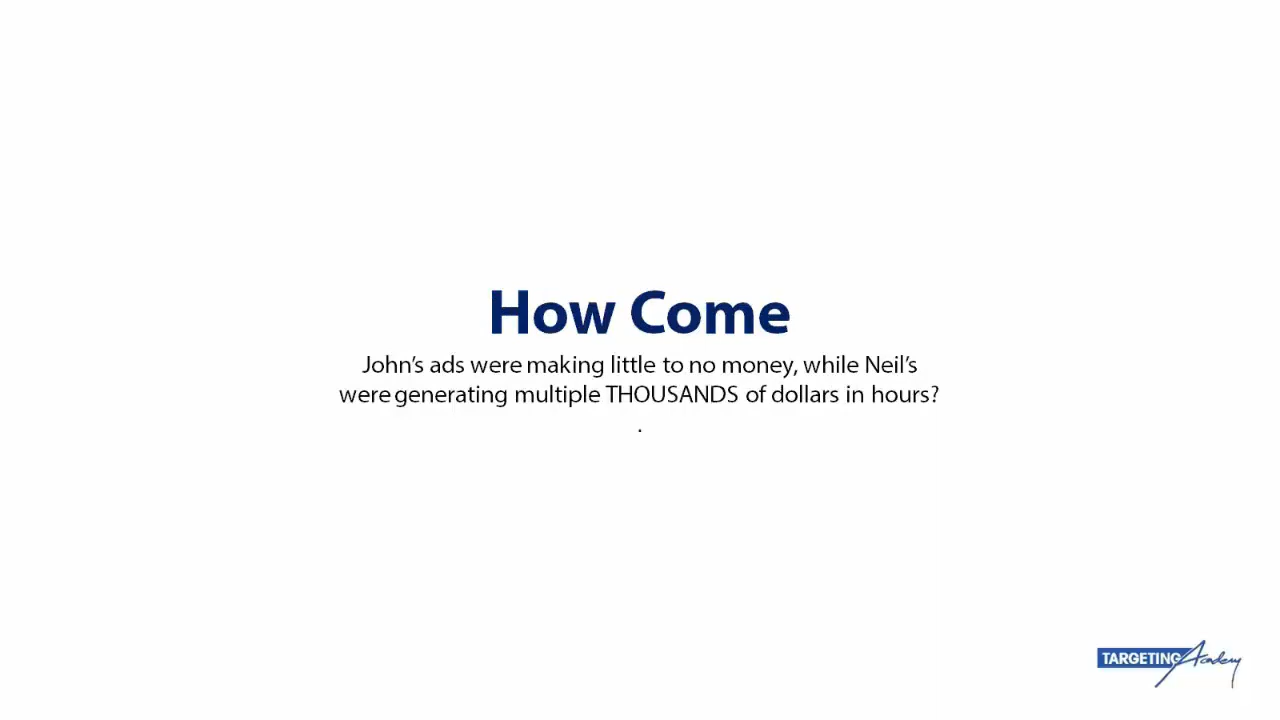 How Come
John's ads were making little to no money, while Neil's
were generating multiple THOUSANDS of dollars in hours?
.
TARGETING Academy